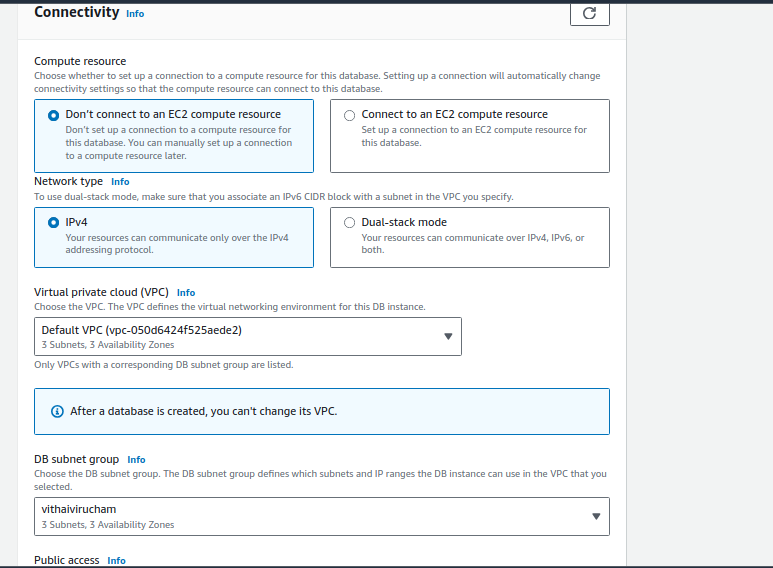 Connectivity Info
Compute resource
Choose whether to set up a connection to a compute resource for this database. Setting up a connection will automatically change
connectivity settings so that the compute resource can connect to this database.
Don't connect to an EC2 compute resource
Don't set up a connection to a compute resource for
this database. You can manually set up a connection
to a compute resource later.
Connect to an EC2 compute resource
Set up a connection to an EC2 compute resource for
this database.
Network type Info
To use dual-stack mode, make sure that you associate an IPv6 CIDR block with a subnet in the VPC you specify.
IPv4
Your resources can communicate only over the IPv4
addressing protocol.
Dual-stack mode
Your resources can communicate over IPv4, IPv6, or
both.
Virtual private cloud (VPC) Info
Choose the VPC. The VPC defines the virtual networking environment for this DB instance.
Default VPC (vpc-050d6424f525aede2)
3 Subnets, 3 Availability Zones
Only VPCs with a corresponding DB subnet group are listed.
After a database is created, you can't change its VPC.
DB subnet group Info
Choose the DB subnet group. The DB subnet group defines which subnets and IP ranges the DB instance can use in the VPC that you
selected.
vithaivirucham
3 Subnets, 3 Availability Zones
Public access Info